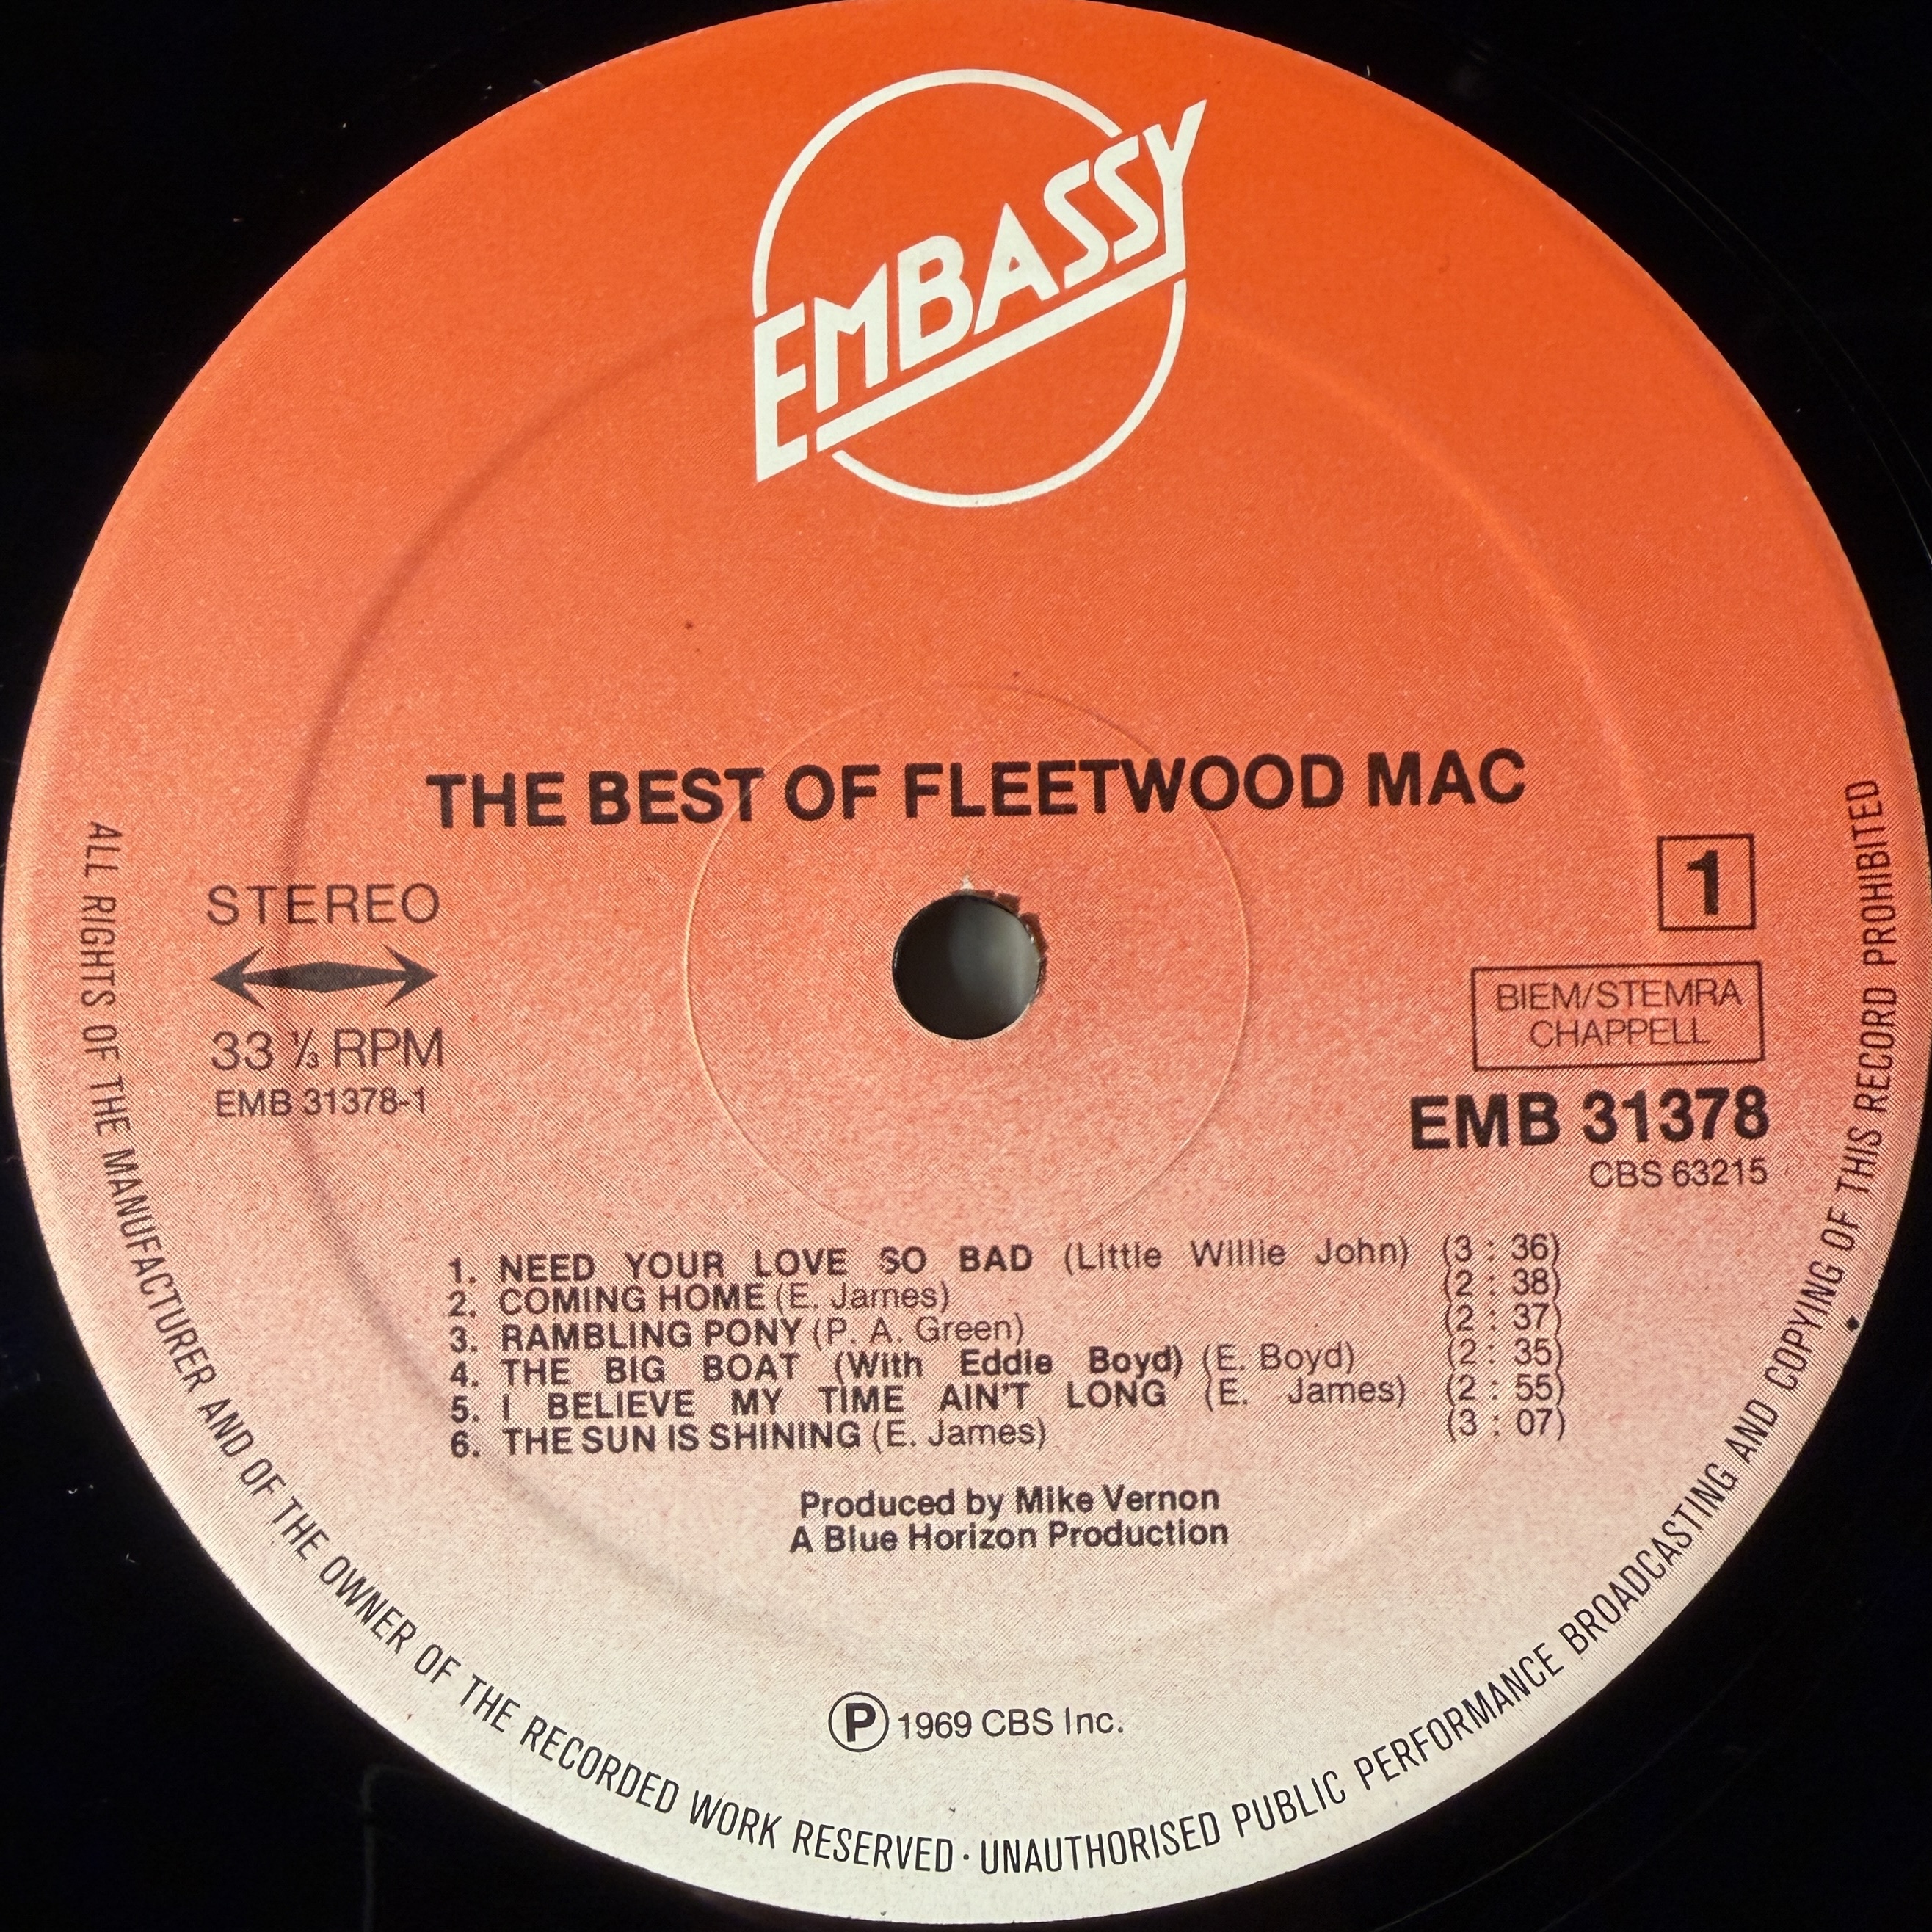 EMBASSY
THE BEST OF FLEETWOOD MAC
STEREO
33 ⅓ RPM
EMB 31378-1
1
BIEM/STEMRA
CHAPPELL
EMB 31378
CBS 63215
1. NEED YOUR LOVE SO BAD (Little Willie John) (3 : 36)
2. COMING HOME (E. James) (2 : 38)
3. RAMBLING PONY (P. A. Green) (2 : 37)
4. THE BIG BOAT (With Eddie Boyd) (E. Boyd) (2 : 35)
5. I BELIEVE MY TIME AIN'T LONG (E. James) (2 : 55)
6. THE SUN IS SHINING (E. James) (3 : 07)
Produced by Mike Vernon
A Blue Horizon Production
Ⓟ 1969 CBS Inc.
ALL RIGHTS OF THE MANUFACTURER AND OF THE OWNER OF THE RECORDED WORK RESERVED · UNAUTHORISED PUBLIC PERFORMANCE BROADCASTING AND COPYING OF THIS RECORD PROHIBITED